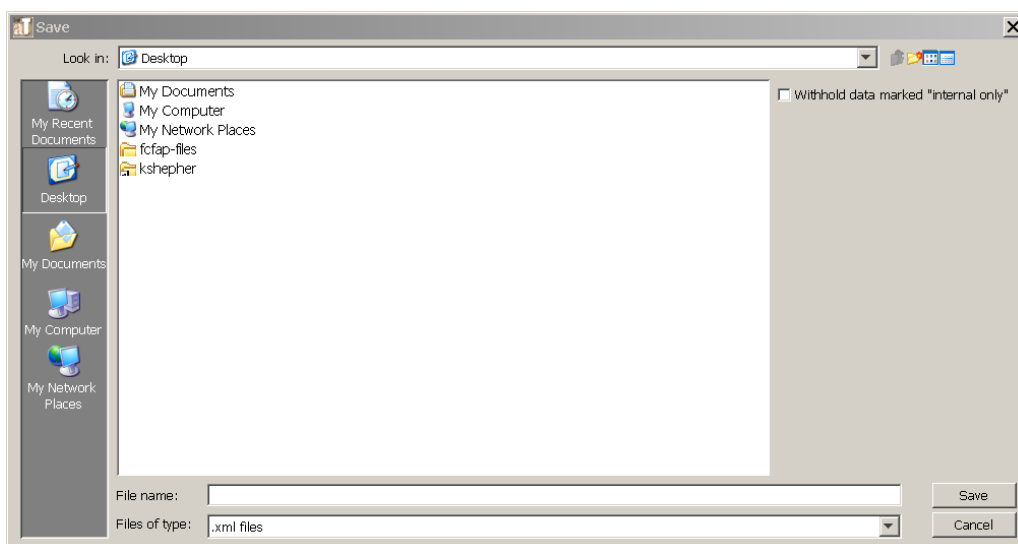 aT Save
Look in: Desktop
My Recent
Documents
Desktop
My Documents
My Computer
My Network
Places
My Documents
My Computer
My Network Places
fcfap-files
kshepher
Withhold data marked "internal only"
File name:
Save
Files of type: .xml files
Cancel